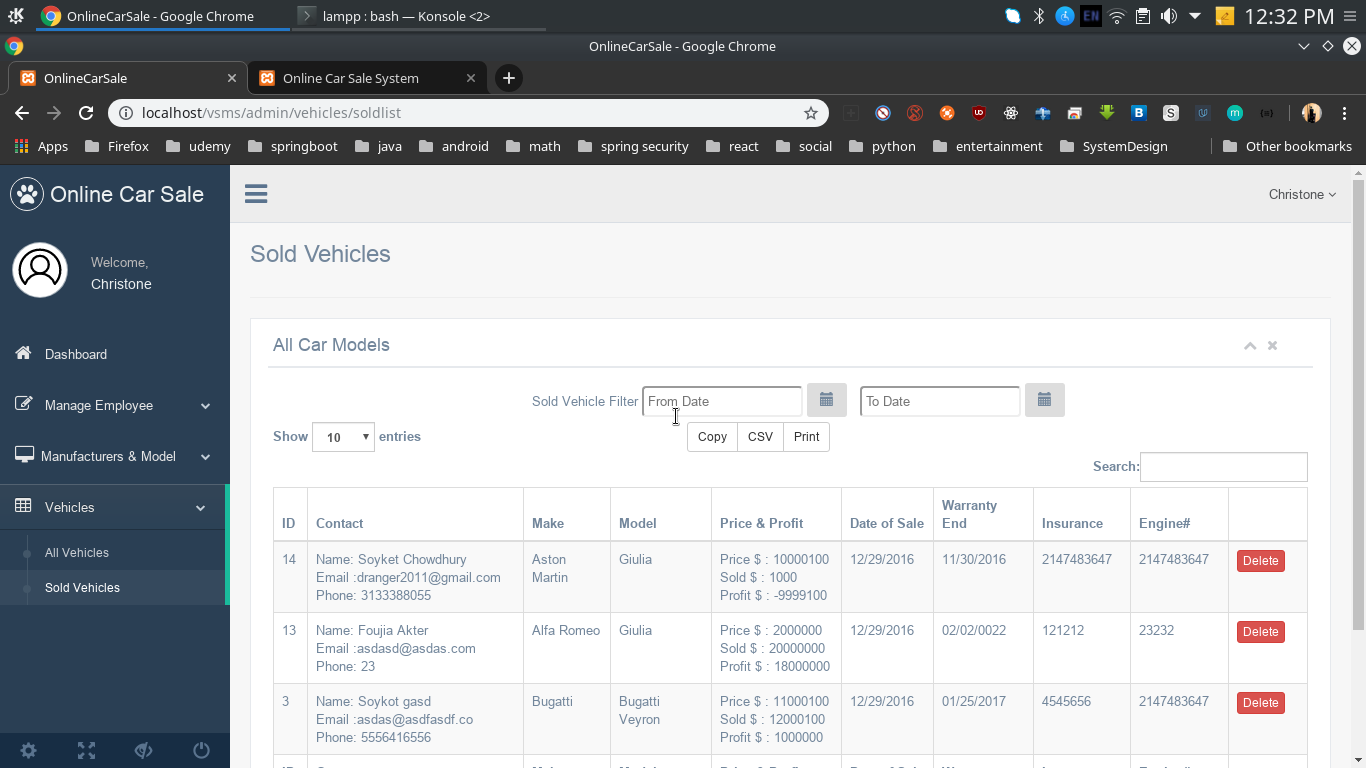 OnlineCarSale - Google Chrome
lampp : bash — Konsole <2>
EN
12:32 PM
OnlineCarSale - Google Chrome
OnlineCarSale
Online Car Sale System
localhost/vsms/admin/vehicles/soldlist
Apps Firefox udemy springboot java android math spring security react social python entertainment SystemDesign Other bookmarks
Online Car Sale
Christone
Welcome,
Christone
Dashboard
Manage Employee
Manufacturers & Model
Vehicles
All Vehicles
Sold Vehicles
Sold Vehicles
All Car Models
Sold Vehicle Filter From Date To Date
Show 10 entries
Copy CSV Print
Search:
ID Contact Make Model Price & Profit Date of Sale Warranty End Insurance Engine#
14 Name: Soyket Chowdhury Aston Martin Giulia Price $ : 10000100 12/29/2016 11/30/2016 2147483647 2147483647 Delete
Email :dranger2011@gmail.com Sold $ : 1000
Phone: 3133388055 Profit $ : -9999100
13 Name: Foujia Akter Alfa Romeo Giulia Price $ : 2000000 12/29/2016 02/02/0022 121212 23232 Delete
Email :asdasd@asdas.com Sold $ : 20000000
Phone: 23 Profit $ : 18000000
3 Name: Soykot gasd Bugatti Bugatti Veyron Price $ : 11000100 12/29/2016 01/25/2017 4545656 2147483647 Delete
Email :asdas@asdfasdf.co Sold $ : 12000100
Phone: 5556416556 Profit $ : 1000000